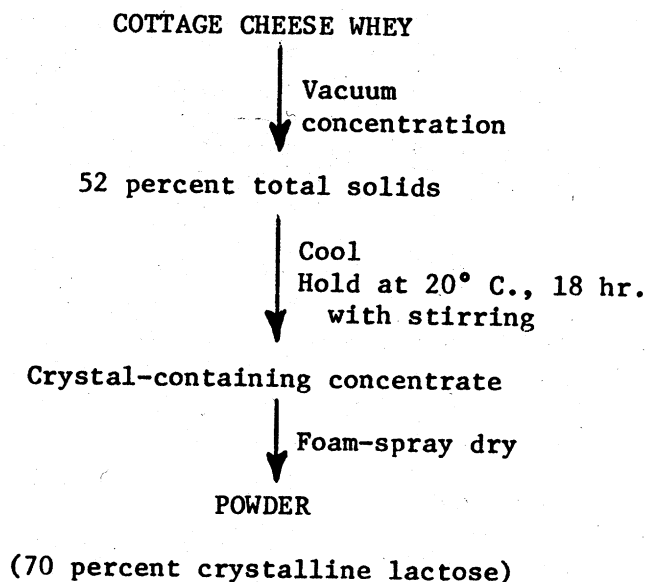 COTTAGE CHEESE WHEY
Vacuum
concentration
52 percent total solids
Cool
Hold at 20° C., 18 hr.
with stirring
Crystal-containing concentrate
Foam-spray dry
POWDER
(70 percent crystalline lactose)